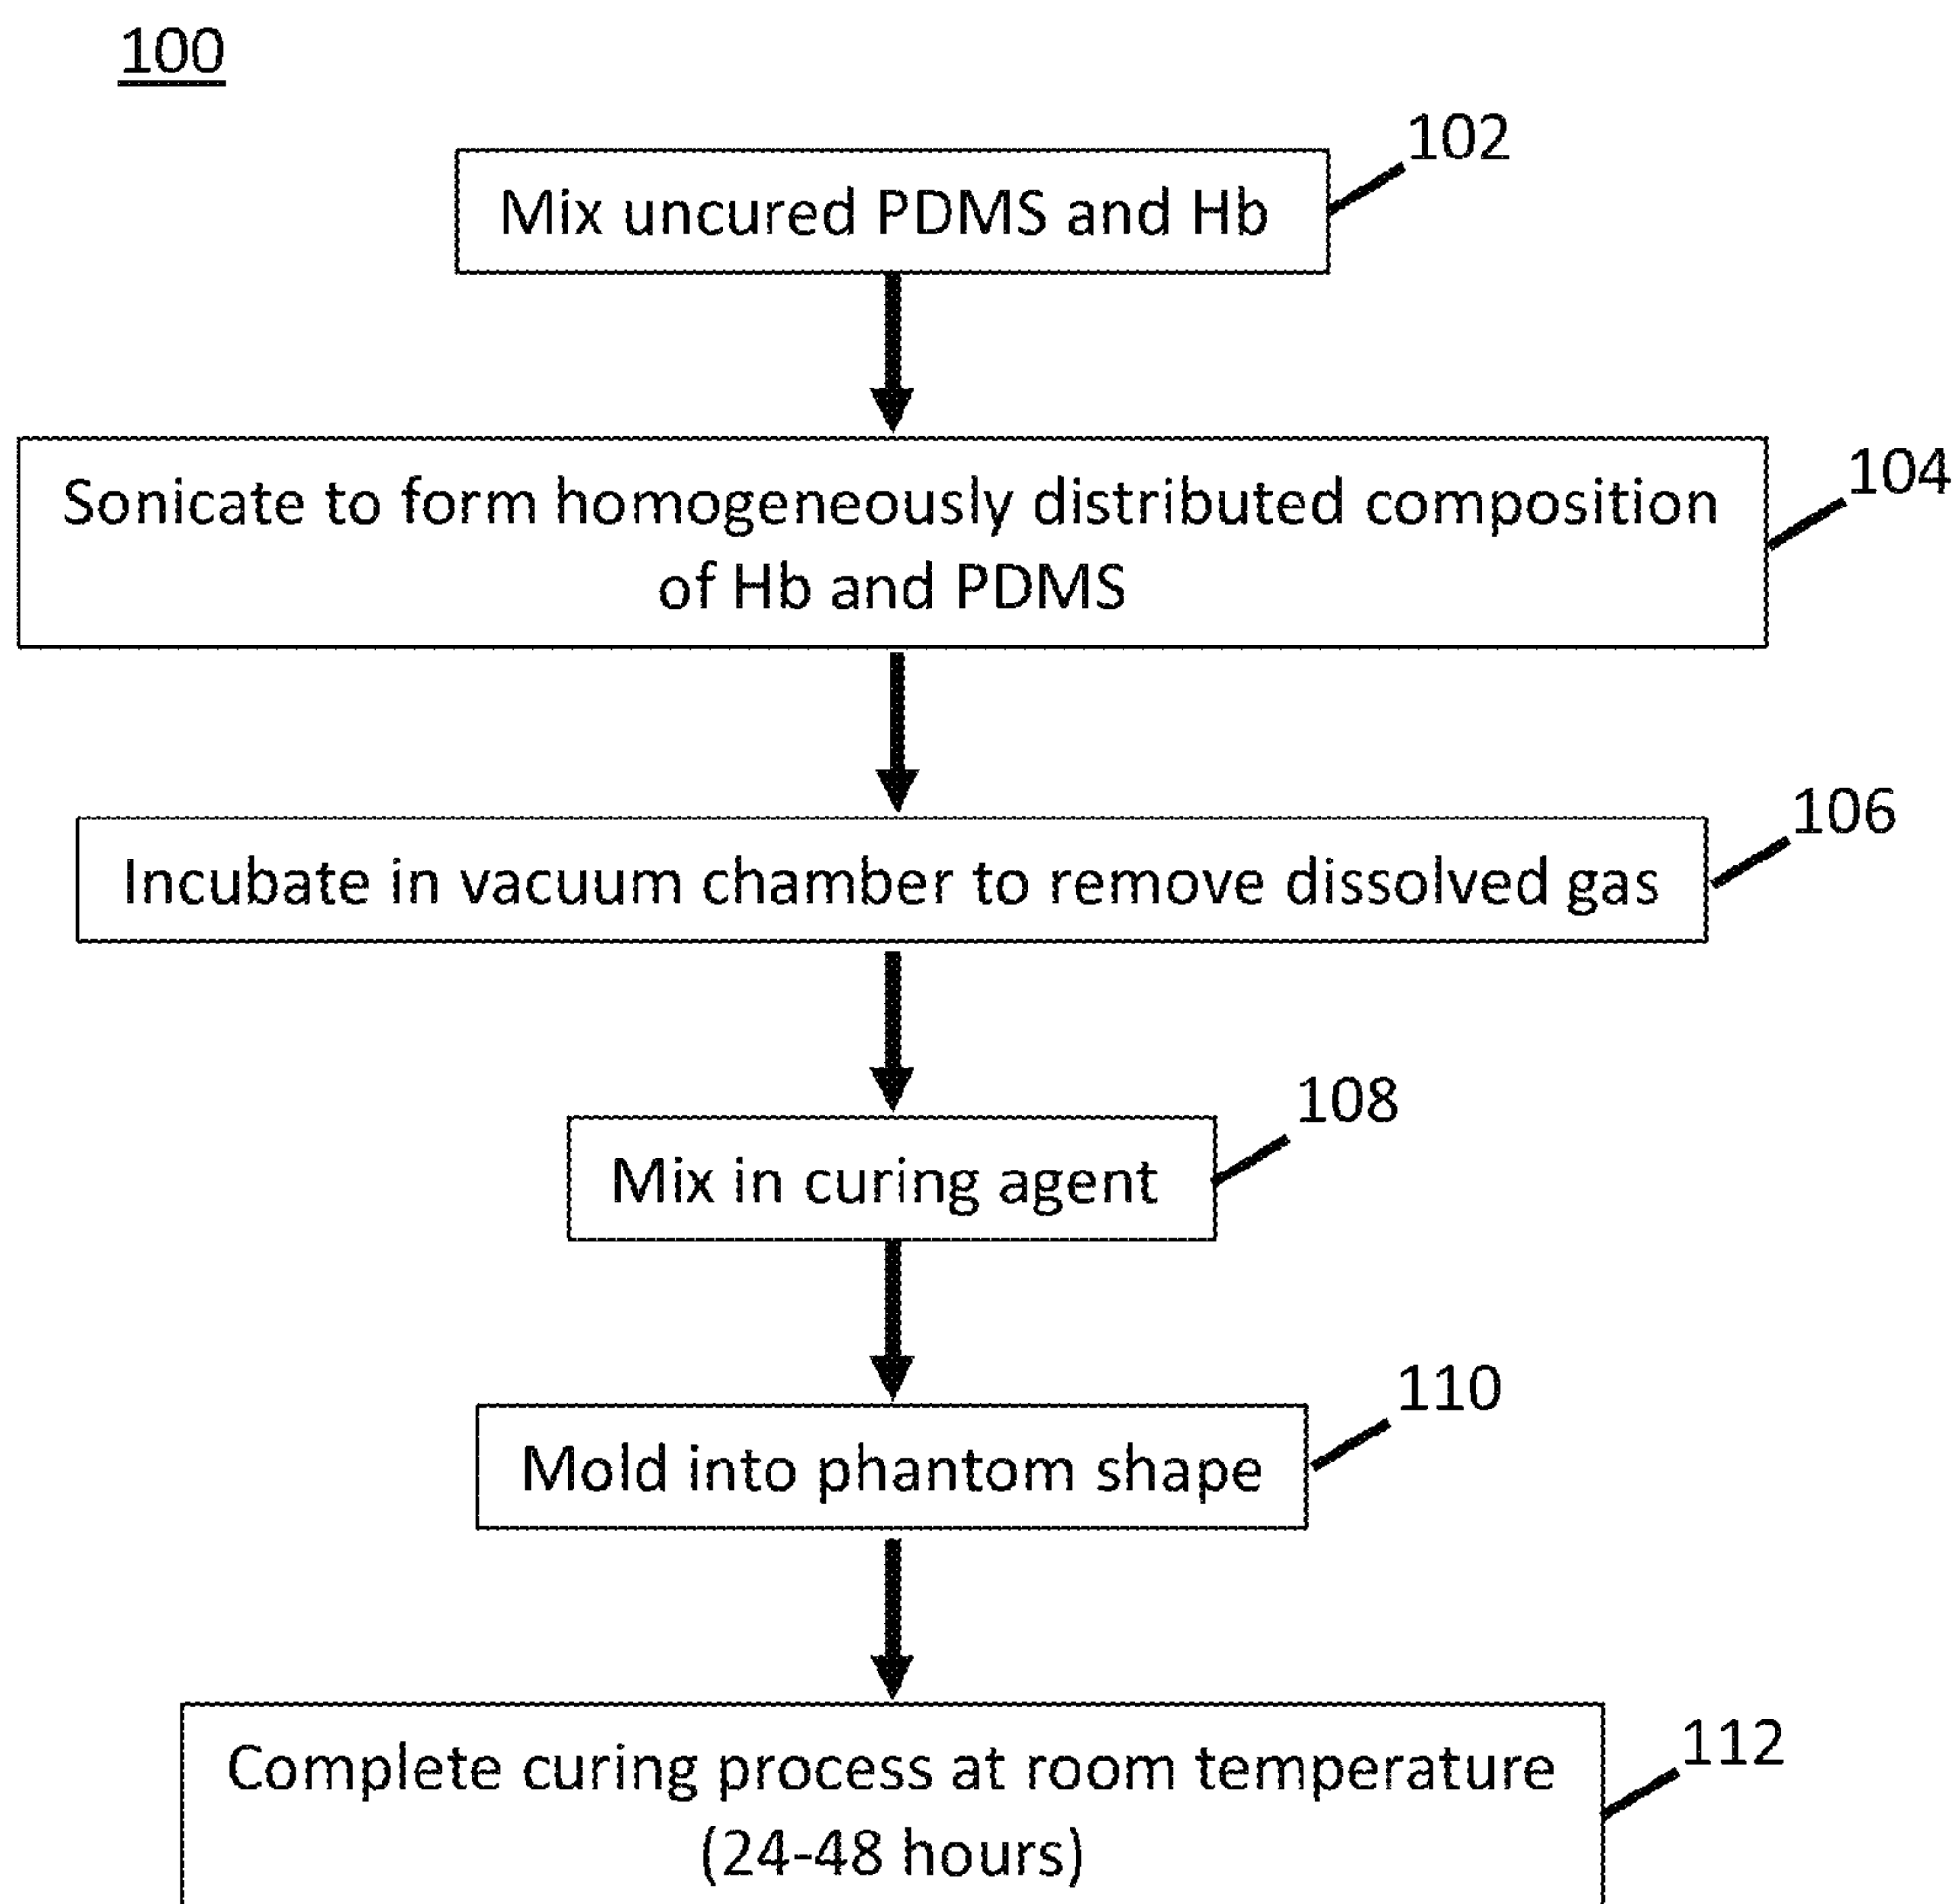 100
102
Mix uncured PDMS and Hb
104
Sonicate to form homogeneously distributed composition
of Hb and PDMS
106
Incubate in vacuum chamber to remove dissolved gas
108
Mix in curing agent
110
Mold into phantom shape
112
Complete curing process at room temperature
(24-48 hours)